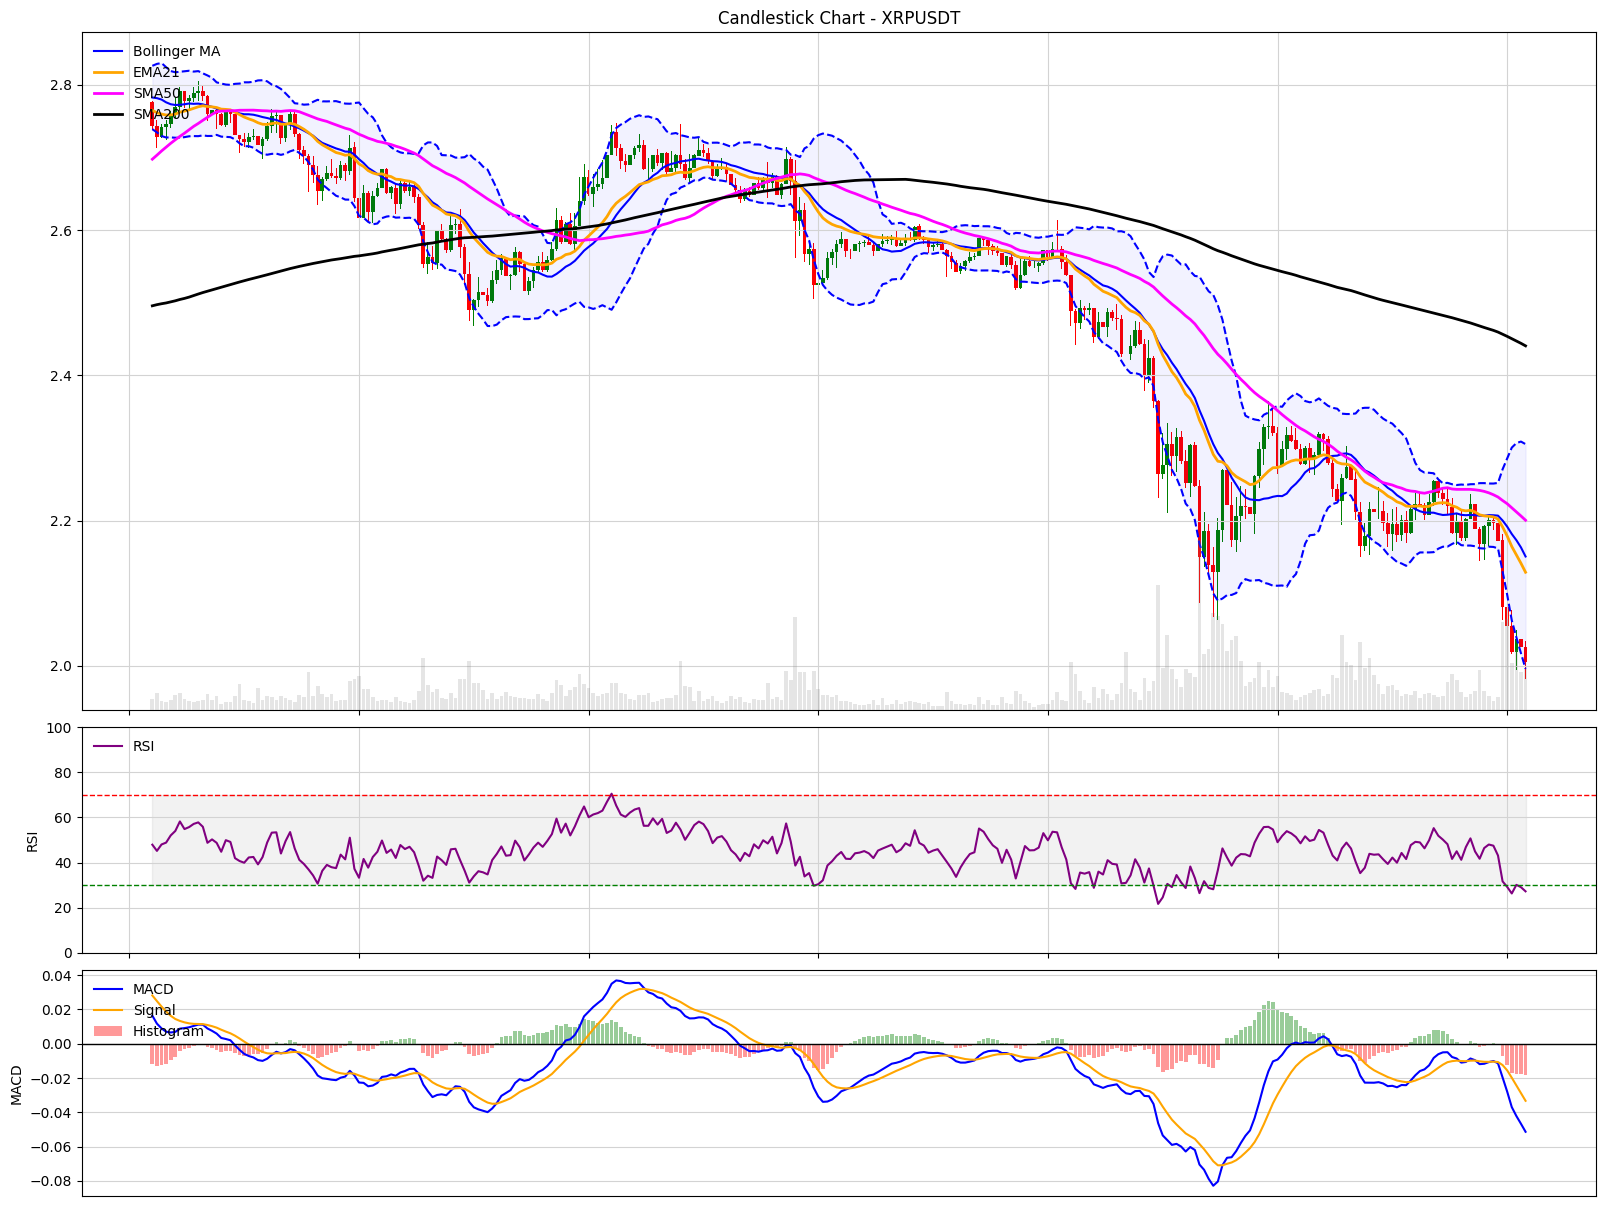 Candlestick Chart - XRPUSDT
Bollinger MA
EMA21
SMA50
SMA200
2.8
2.6
2.4
2.2
2.0
RSI
100
80
60
40
20
0
RSI
MACD
Signal
Histogram
0.04
0.02
0.00
−0.02
−0.04
−0.06
−0.08
MACD